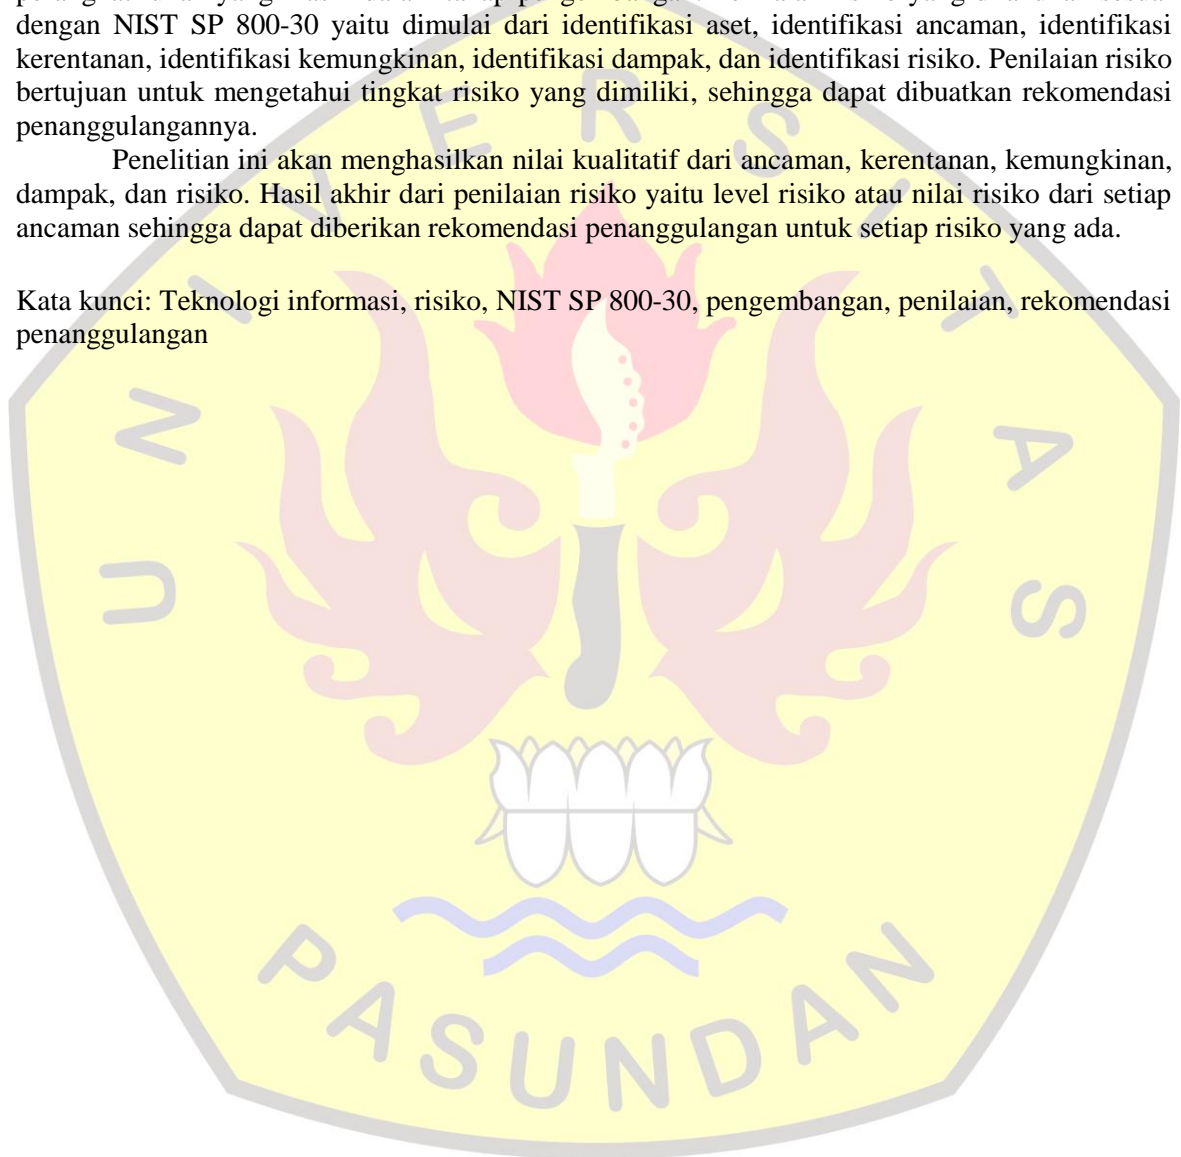 dengan NIST SP 800-30 yaitu dimulai dari identifikasi aset, identifikasi ancaman, identifikasi
kerentanan, identifikasi kemungkinan, identifikasi dampak, dan identifikasi risiko. Penilaian risiko
bertujuan untuk mengetahui tingkat risiko yang dimiliki, sehingga dapat dibuatkan rekomendasi
penanggulangannya.
Penelitian ini akan menghasilkan nilai kualitatif dari ancaman, kerentanan, kemungkinan,
dampak, dan risiko. Hasil akhir dari penilaian risiko yaitu level risiko atau nilai risiko dari setiap
ancaman sehingga dapat diberikan rekomendasi penanggulangan untuk setiap risiko yang ada.
Kata kunci: Teknologi informasi, risiko, NIST SP 800-30, pengembangan, penilaian, rekomendasi
penanggulangan
UNIVERSITAS
PASUNDAN